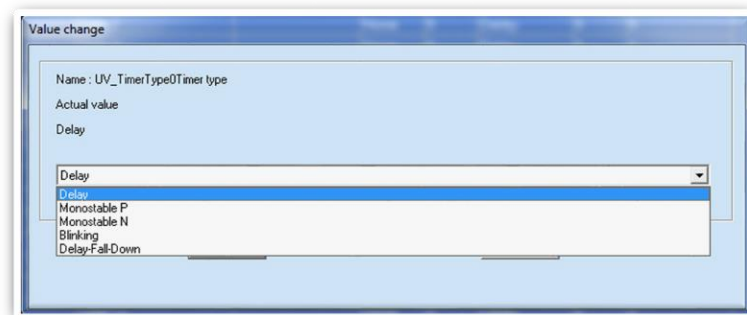 Value change
Name : UV_TimerType0Timer type
Actual value
Delay
Delay
Delay
Monostable P
Monostable N
Blinking
Delay-Fall-Down